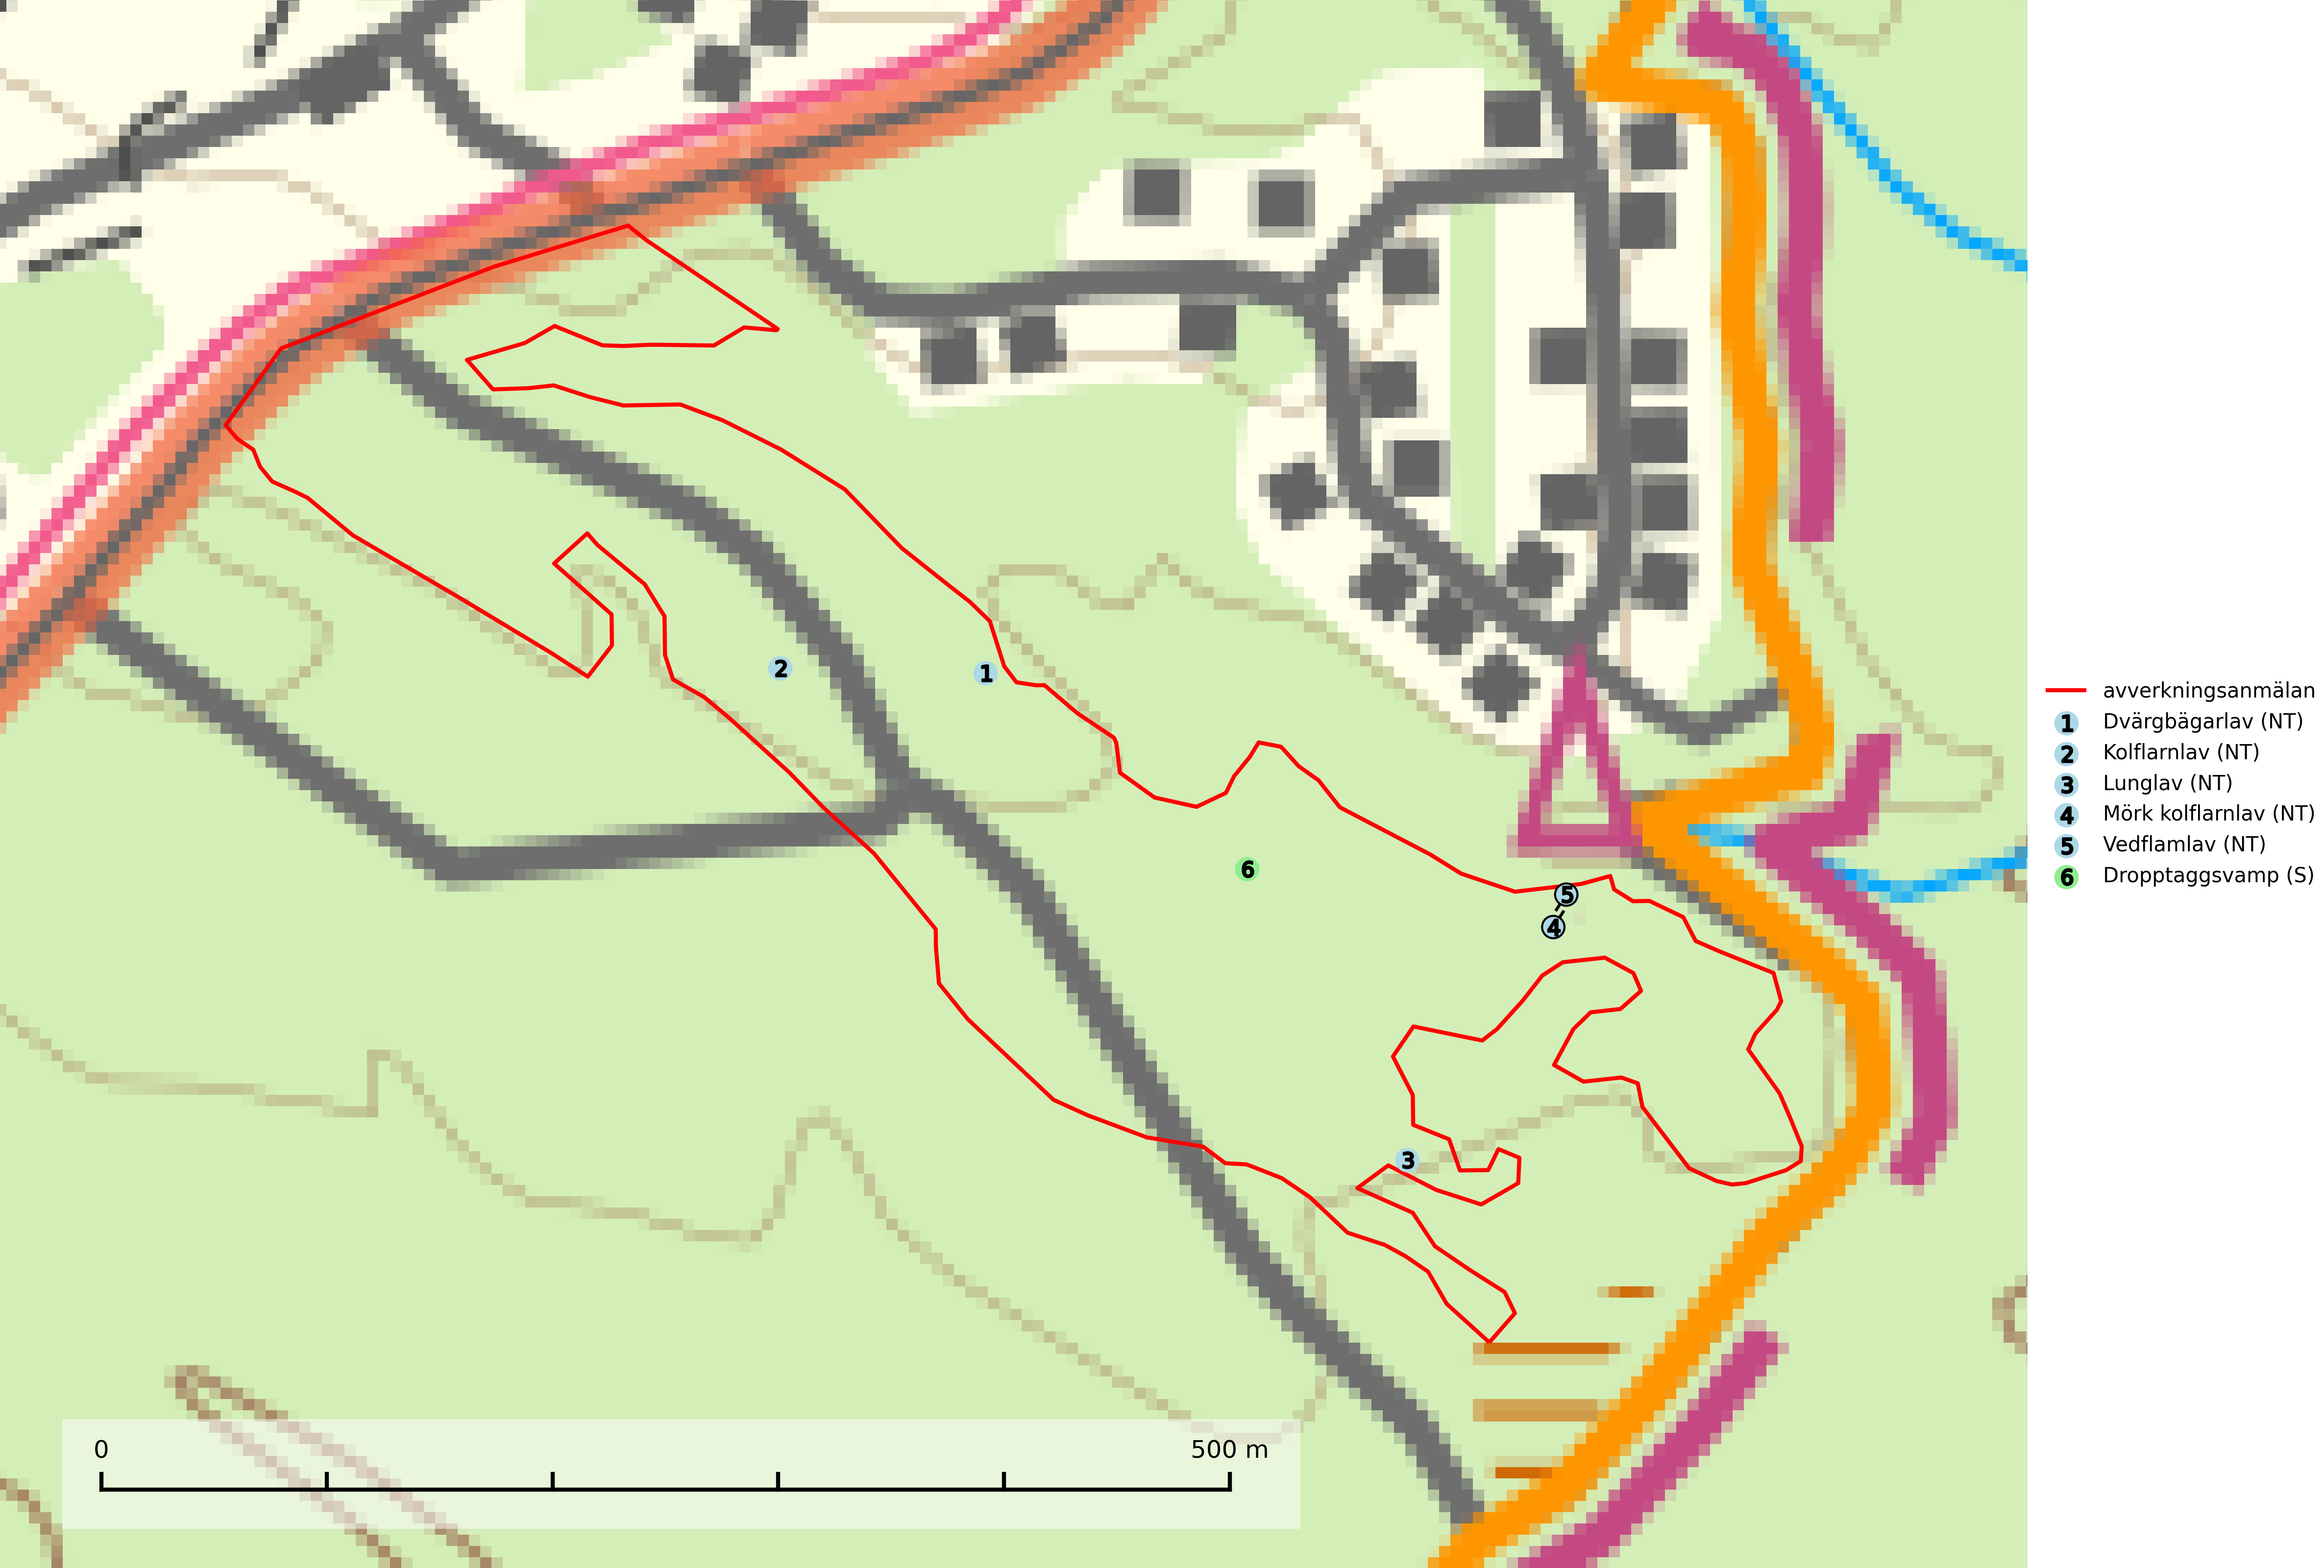 2
1
6
5
4
3
0 500 m
avverkningsanmälan
1 Dvärgbägarlav (NT)
2 Kolflarnlav (NT)
3 Lunglav (NT)
4 Mörk kolflarnlav (NT)
5 Vedflamlav (NT)
6 Dropptaggsvamp (S)